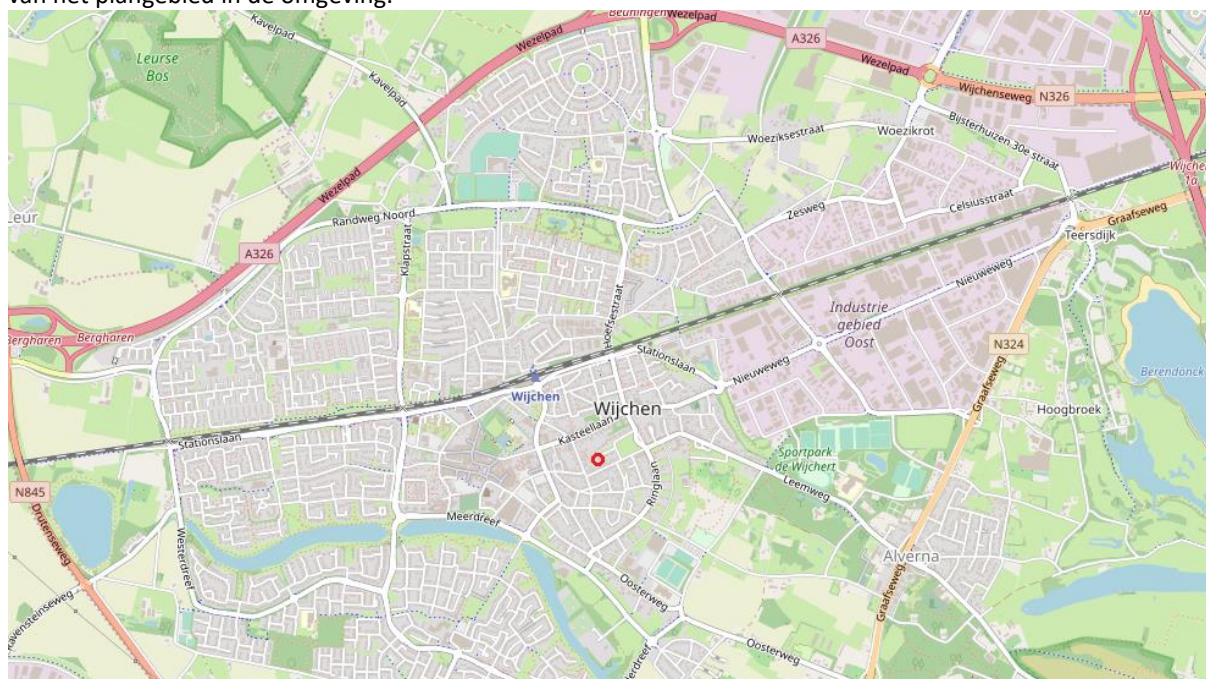 van het plangebied in de omgeving.
Kavelpad
Beuningen
Wezelpad
Wezelpad
A326
Leurse
Bos
Wezelpad
Kavelpad
Wijchenseweg
N326
Woeziksestraat
Woezikrot
Bijsterhuizen 30e straat
Wezelpad
Leur
Randweg Noord
Zesweg
Celsiusstraat
Graafseweg
Teersdijk
A326
Klapstraat
Hoefsestraat
Nieuweweg
Industrie
gebied
Oost
Bergharen
Bergharen
N324
Stationslaan
Nieuweweg
Graafseweg
Berendonck
Wijchen
Wijchen
Hoogbroek
Kasteellaan
Stationslaan
Sportpark
de Wijchert
Leemweg
Ringlaan
N845
Drutenseweg
Meerdreef
Westerdreef
Alverna
Oosterweg
Graafseweg
Ravensteinseweg
Oosterweg